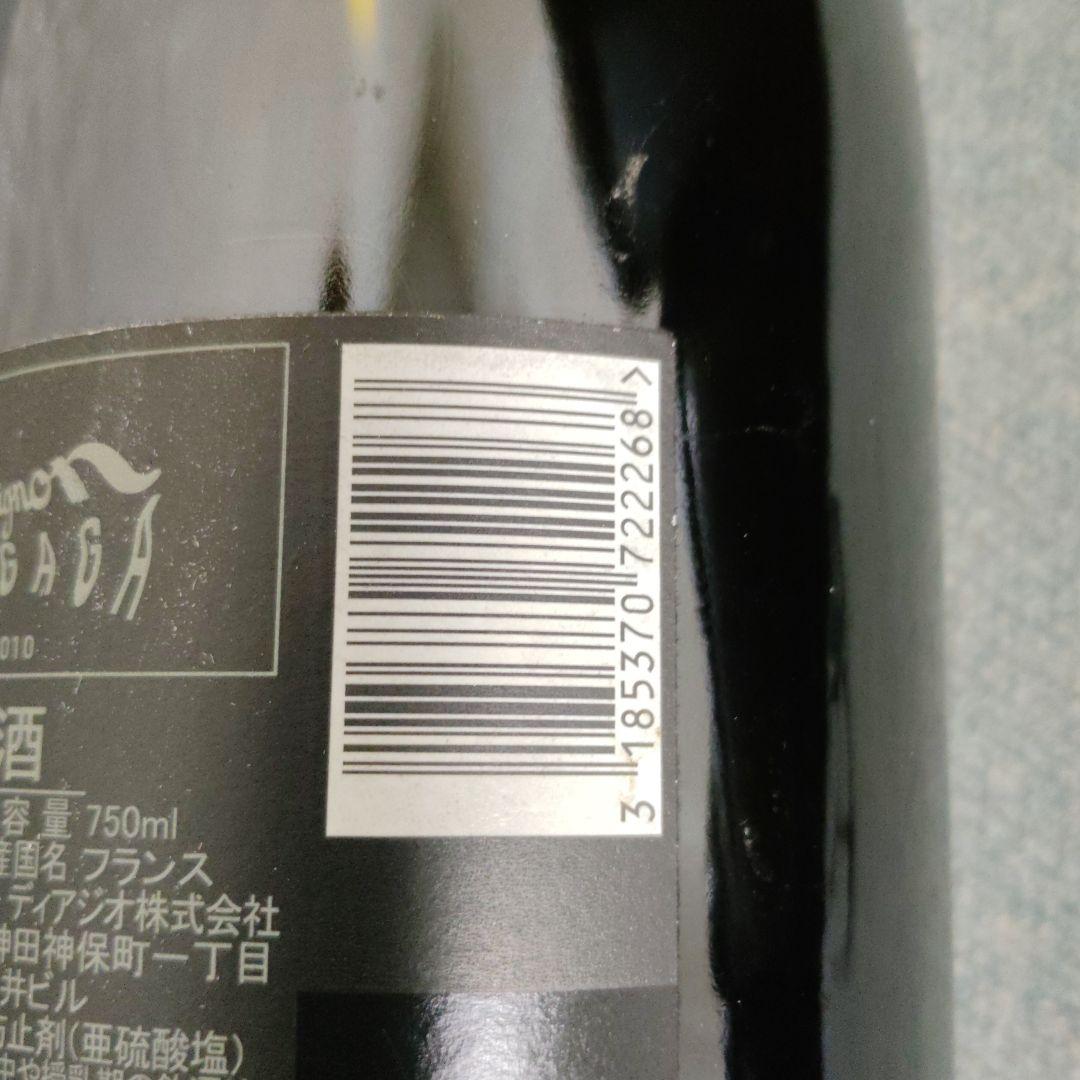 gnon
GAGA
010
酒
容量 750ml
産国名 フランス
ディアジオ株式会社
神田神保町一丁目
井ビル
防止剤(亜硫酸塩)
3 185370 722268 >